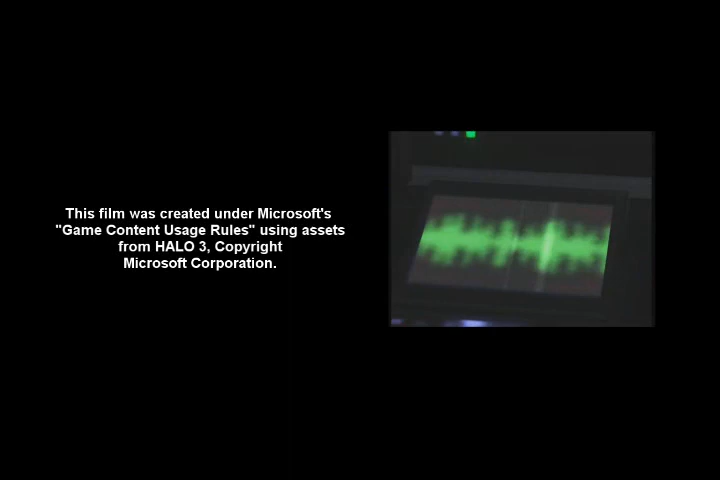 This film was created under Microsoft's
"Game Content Usage Rules" using assets
from HALO 3, Copyright
Microsoft Corporation.